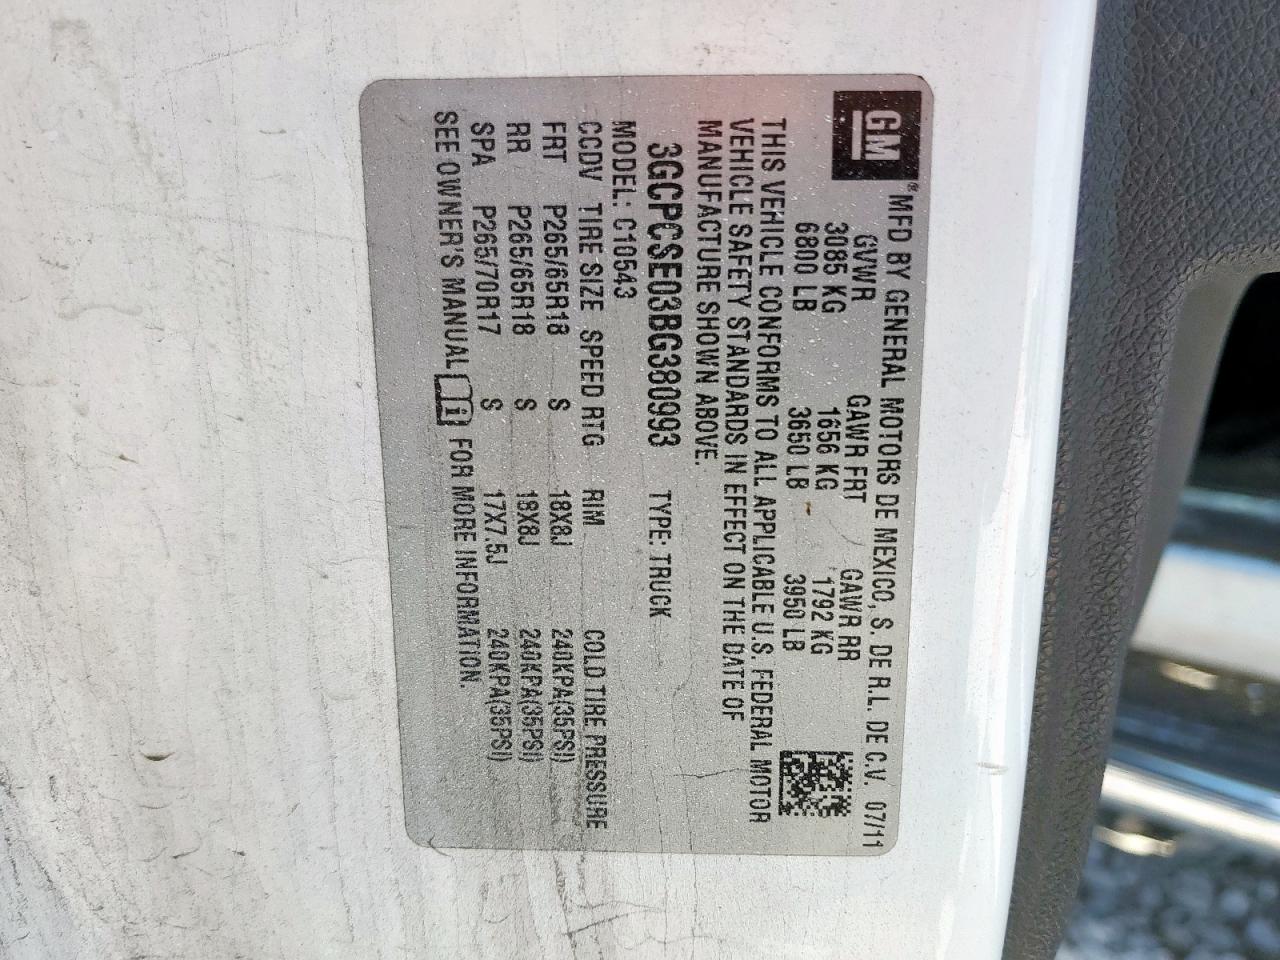 GM
® MFD BY GENERAL MOTORS DE MEXICO, S. DE R.L. DE C.V. 07/11
GVWR GAWR FRT GAWR RR
3085 KG 1656 KG 1792 KG
6800 LB 3650 LB 3950 LB
THIS VEHICLE CONFORMS TO ALL APPLICABLE U.S. FEDERAL MOTOR
VEHICLE SAFETY STANDARDS IN EFFECT ON THE DATE OF
MANUFACTURE SHOWN ABOVE.
3GCPCSE03BG380993 TYPE: TRUCK
MODEL: C10543
CCDV TIRE SIZE SPEED RTG RIM COLD TIRE PRESSURE
FRT P265/65R18 S 18X8J 240KPA(35PSI)
RR P265/65R18 S 18X8J 240KPA(35PSI)
SPA P265/70R17 S 17X7.5J 240KPA(35PSI)
SEE OWNER'S MANUAL i FOR MORE INFORMATION.